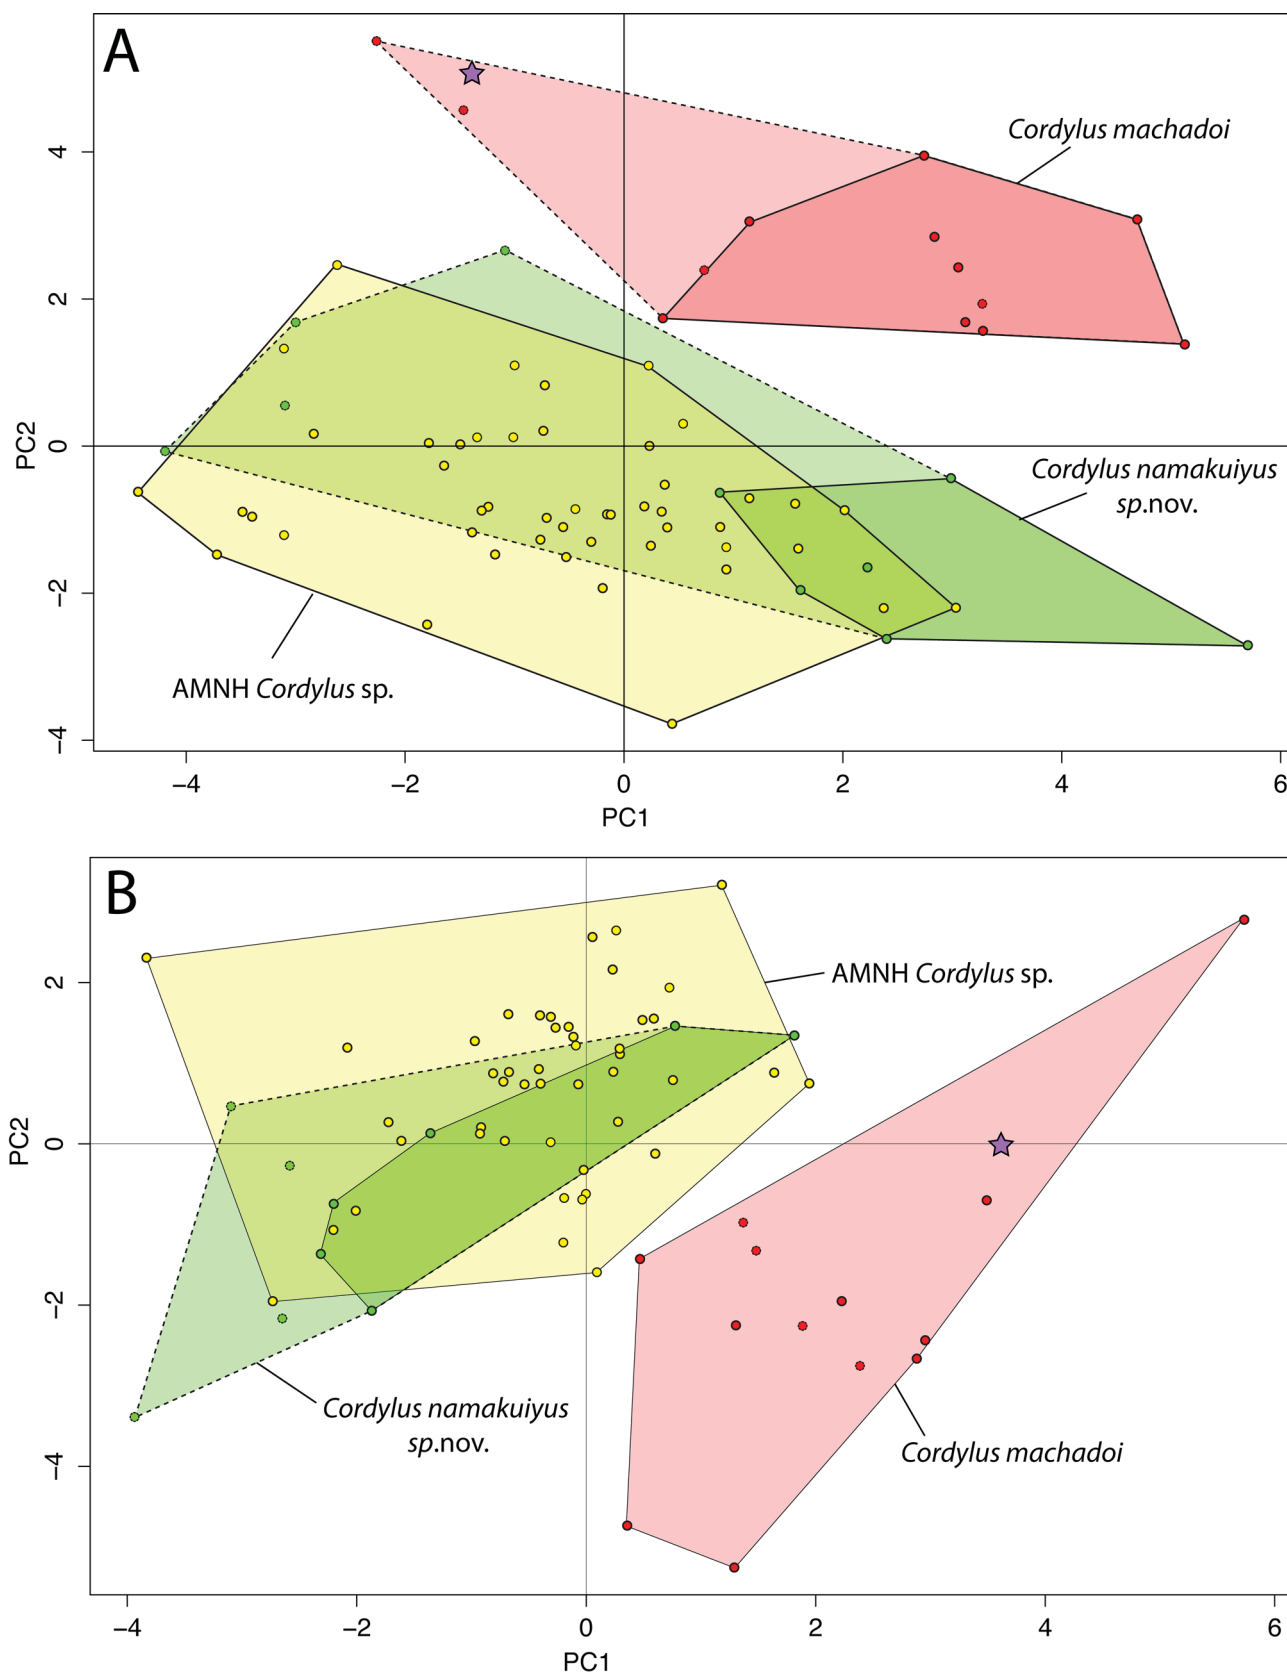 A
4
2
0
−2
−4
PC2
Cordylus machadoi
Cordylus namakuiyus
sp.nov.
AMNH Cordylus sp.
−4 −2 0 2 4 6
PC1
B
2
0
−2
−4
PC2
AMNH Cordylus sp.
Cordylus namakuiyus
sp.nov.
Cordylus machadoi
−4 −2 0 2 4 6
PC1